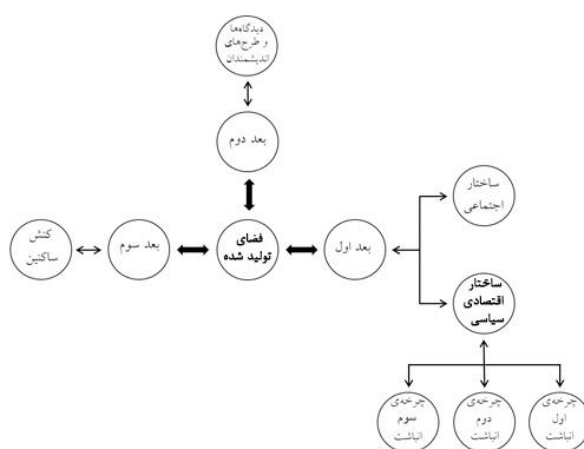 دیدگاه‌ها
و طرح‌های
اندیشمندان
بعد دوم
ساختار
اجتماعی
بعد اول
فضای
تولید شده
بعد سوم
کنش
ساکنین
ساختار
اقتصادی
سیاسی
چرخه‌ی
اول
انباشت
چرخه‌ی
دوم
انباشت
چرخه‌ی
سوم
انباشت